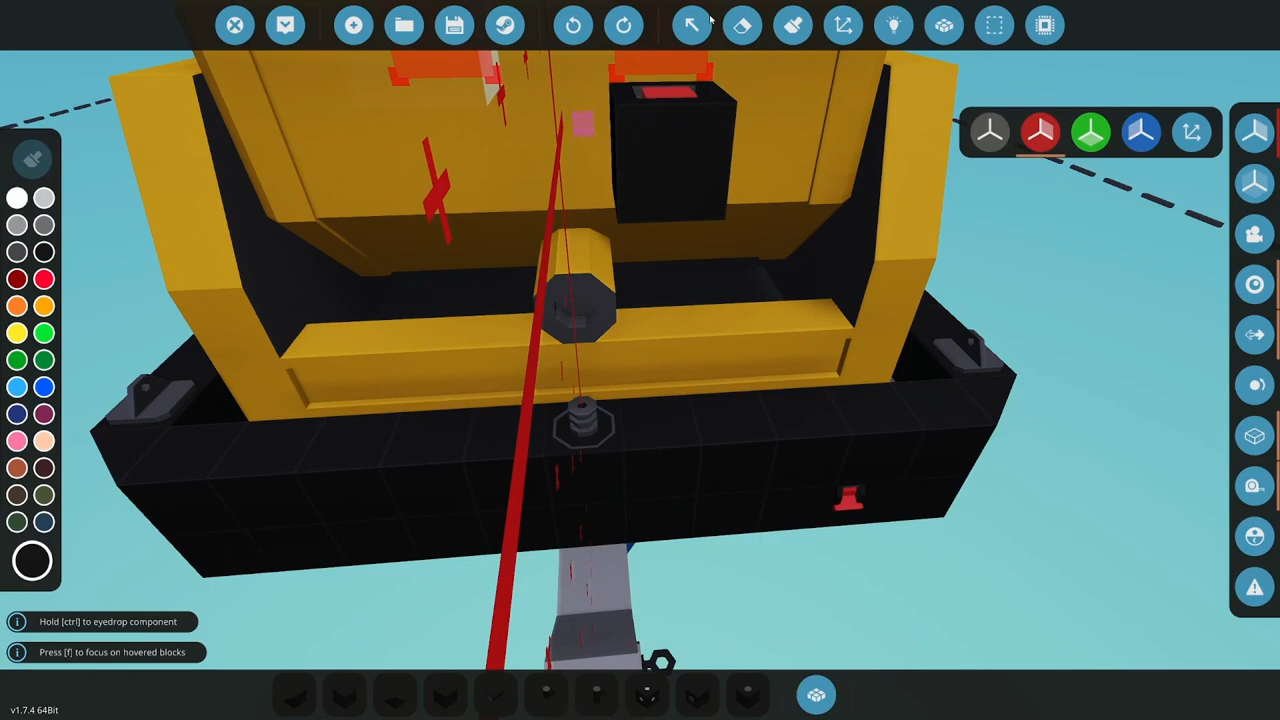 Hold [ctrl] to eyedrop component
Press [f] to focus on hovered blocks
v1.7.4 64Bit